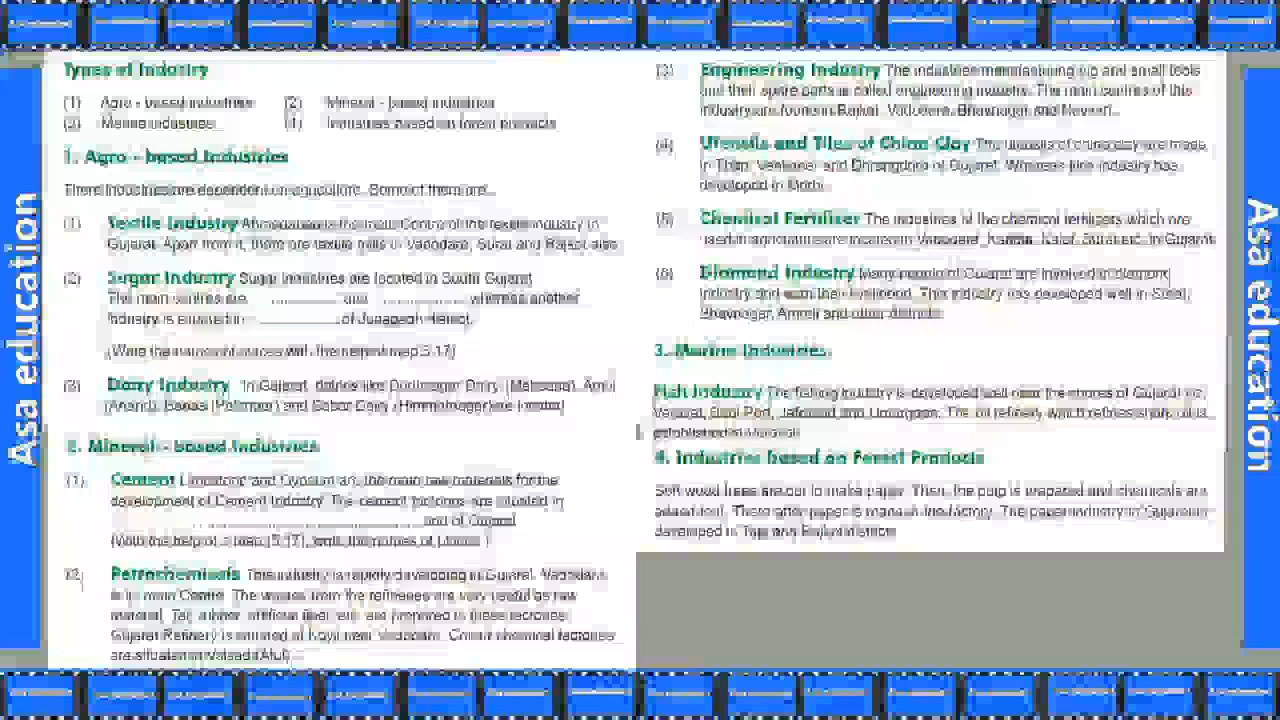 Types of Industry
(1) Agro - based industries (2) Mineral - based industries
(3) Marine industries (4) Industries based on forest products
1. Agro - based Industries
These industries are dependent on agriculture. Some of them are.
(1) Textile Industry Ahmedabad is the main Centre of the textile industry in
Gujarat. Apart from it, there are textile mills in Vadodara, Surat and Rajkot also
(2) Sugar Industry Sugar industries are located in South Gujarat
The main centres are and whereas another
industry is situated in of Junagadh district.
(Write the names of places with the help of map 5.17)
(3) Dairy Industry In Gujarat, dairies like Dudhsagar Dairy (Mahesana), Amul
(Anand), Banas (Palanpur) and Sabar Dairy (Himmatnagar) are located
2. Mineral - based Industries
(1) Cement Limestone and Gypsum are the main raw materials for the
development of Cement Industry. The cement factories are situated in
and of Gujarat
(With the help of a map [5.17], write the names of places)
(2) Petrochemicals This industry is rapidly developing in Gujarat. Vadodara
is its main Centre. The wastes from the refineries are very useful as raw
material. Tar, rubber, artificial fiber, etc. are prepared in these factories
Gujarat Refinery is situated at Koyli near Vadodara. Other chemical factories
are situated in Valsad Atul)
(3) Engineering Industry The industries manufacturing big and small tools
and their spare parts is called engineering industry. The main centres of this
industry are found in Rajkot, Vadodara, Bhavnagar and Navsari.
(4) Utensils and Tiles of China Clay The utensils of china clay are made
in Than, Vankaner and Dhrangdhra of Gujarat. Whereas tiles industry has
developed in Morbi.
(5) Chemical Fertilizer The industries of the chemical fertilizers which are
used in agriculture are located in Vadodara, Kandla, Kalol, Surat etc. in Gujarat
(6) Diamond Industry Many people of Gujarat are involved in diamond
industry and earn their livelihood. This industry has developed well in Surat,
Bhavnagar, Amreli and other districts
3. Marine Industries.
Fish Industry The fishing industry is developed well near the shores of Gujarat
Veraval, Port, Jafrabad and Umargaon. The oil refinery which refines shark oil is
established in Veraval
4. Industries based on Forest Products
Soft wood trees are cut to make paper. Then, the pulp is prepared and chemicals are
added to it. There after paper is made in the factory. The paper industry in Gujarat is
developed in Tapi and district
Asa education
Asa education